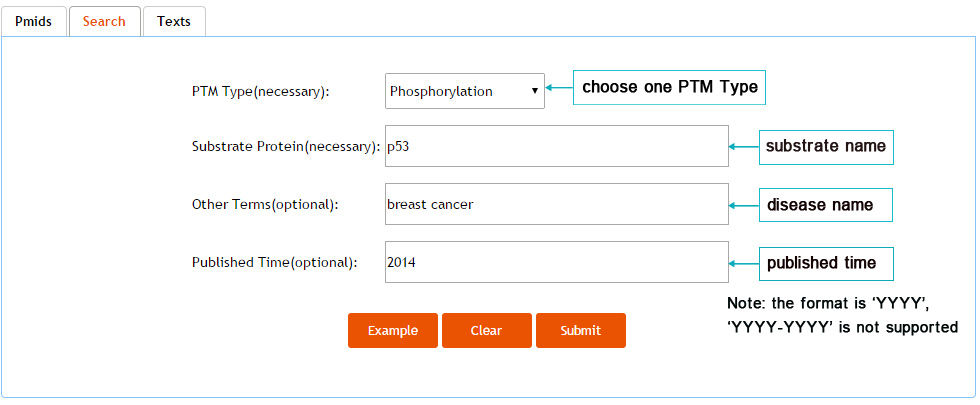 Pmids Search Texts
PTM Type(necessary): Phosphorylation choose one PTM Type
Substrate Protein(necessary): p53 substrate name
Other Terms(optional): breast cancer disease name
Published Time(optional): 2014 published time
Note: the format is ‘YYYY’,
‘YYYY-YYYY’ is not supported
Example Clear Submit